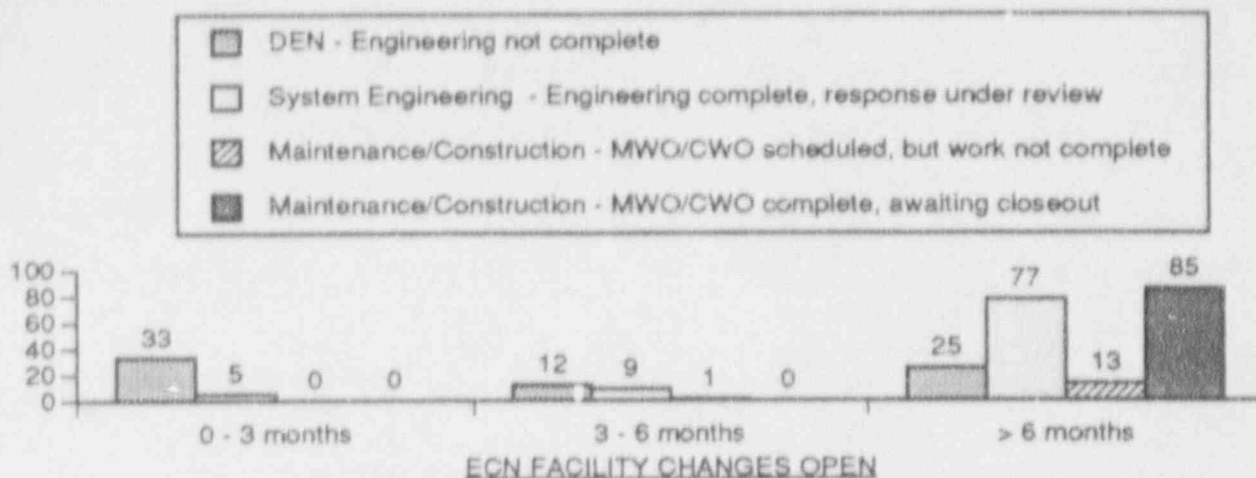 DEN - Engineering not complete
System Engineering - Engineering complete, response under review
Maintenance/Construction - MWO/CWO scheduled, but work not complete
Maintenance/Construction - MWO/CWO complete, awaiting closeout
100
80
60
40
20
0
33 5 0 0 12 9 1 0 25 77 13 85
0 - 3 months 3 - 6 months > 6 months
ECN FACILITY CHANGES OPEN